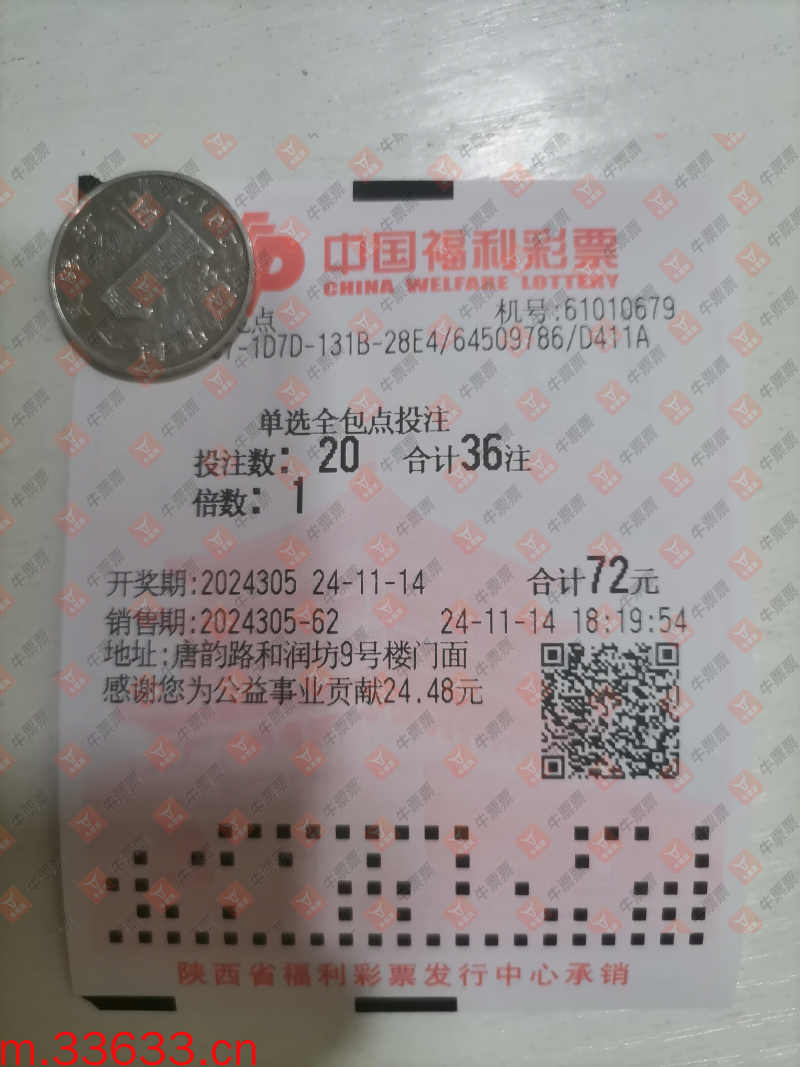 中国福利彩票
CHINA WELFARE LOTTERY
点 机号:61010679
7-1D7D-131B-28E4/64509786/D411A
单选全包点投注
投注数: 20 合计36注
倍数: 1
开奖期:2024305 24-11-14 合计72元
销售期:2024305-62 24-11-14 18:19:54
地址:唐韵路和润坊9号楼门面
感谢您为公益事业贡献24.48元
陕西省福利彩票发行中心承销
m.33633.cn
牛票票